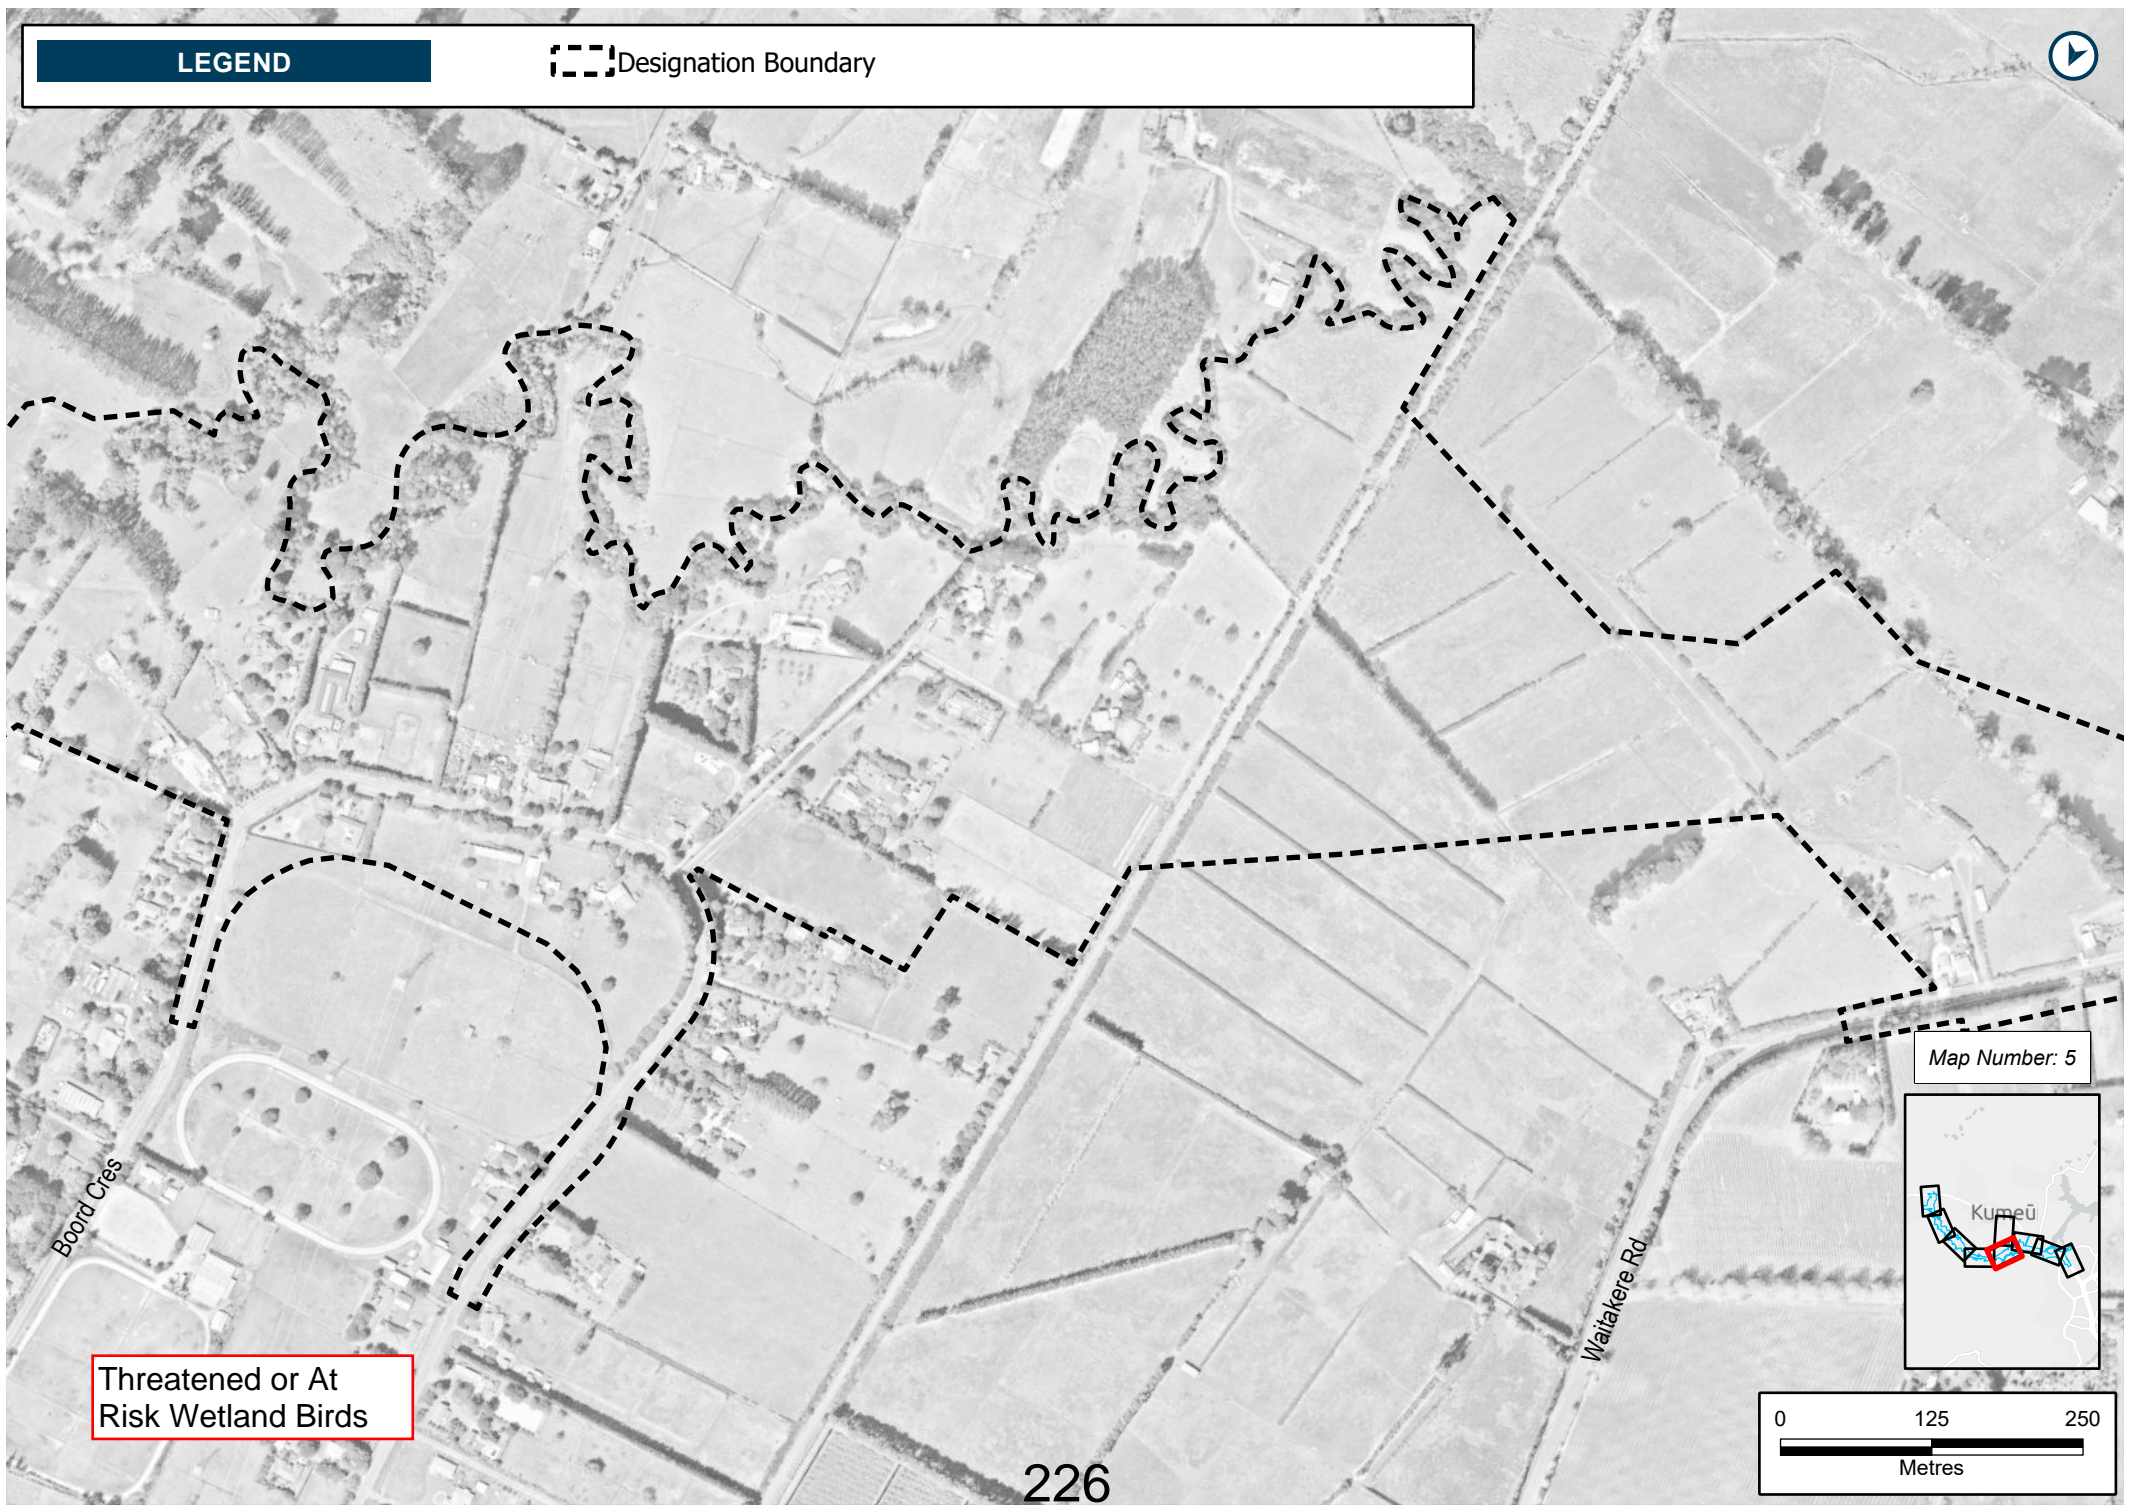 LEGEND
Designation Boundary
Boord Cres
Waitakere Rd
Map Number: 5
Kumeū
Threatened or At
Risk Wetland Birds
0 125 250
Metres
226